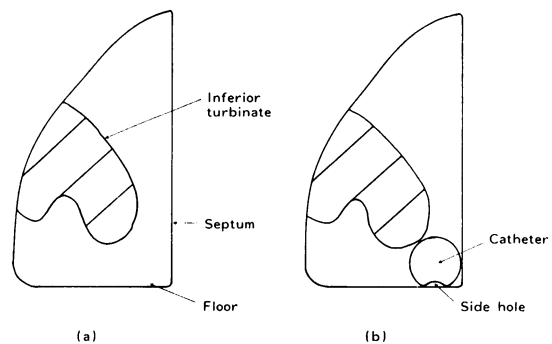 Inferior
turbinate
Septum
Floor
(a)
Catheter
Side hole
(b)